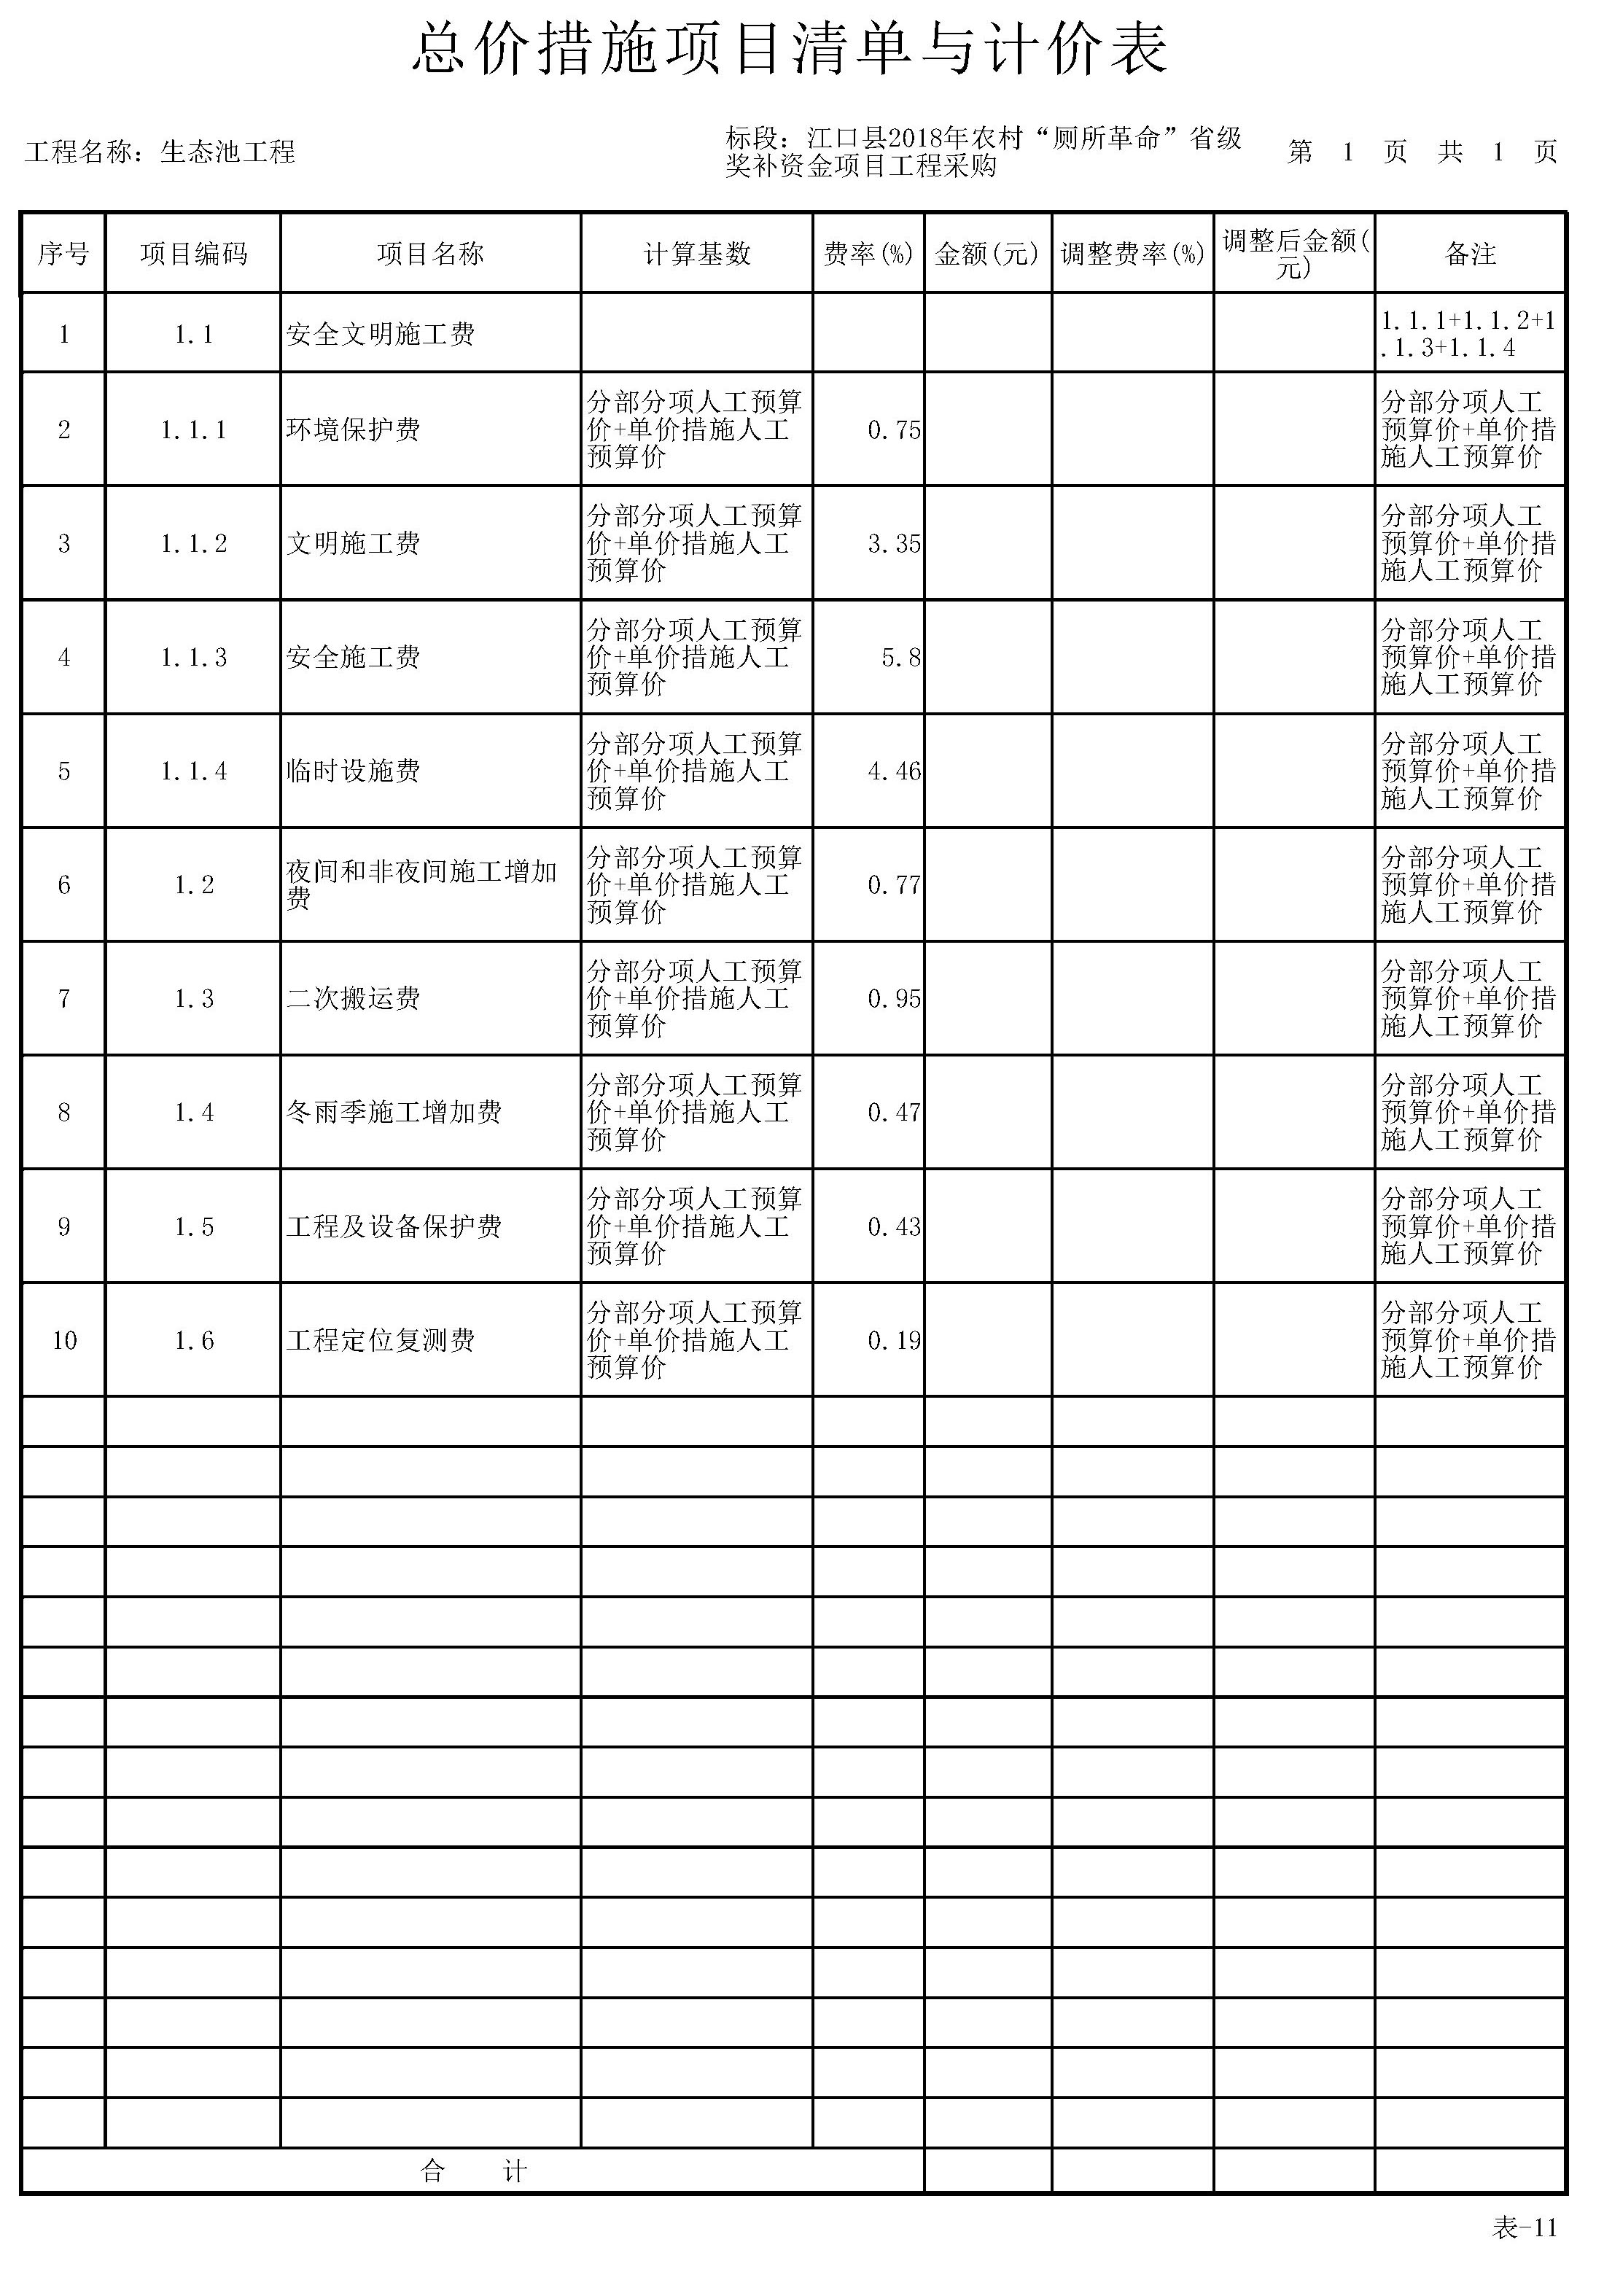 总价措施项目清单与计价表
工程名称：生态池工程
标段：江口县2018年农村“厕所革命”省级
奖补资金项目工程采购
第 1 页 共 1 页
序号 项目编码 项目名称 计算基数 费率(%) 金额(元) 调整费率(%) 调整后金额(
元) 备注
1 1.1 安全文明施工费 1.1.1+1.1.2+1
.1.3+1.1.4
2 1.1.1 环境保护费 分部分项人工预算
价+单价措施人工
预算价 0.75 分部分项人工
预算价+单价措
施人工预算价
3 1.1.2 文明施工费 分部分项人工预算
价+单价措施人工
预算价 3.35 分部分项人工
预算价+单价措
施人工预算价
4 1.1.3 安全施工费 分部分项人工预算
价+单价措施人工
预算价 5.8 分部分项人工
预算价+单价措
施人工预算价
5 1.1.4 临时设施费 分部分项人工预算
价+单价措施人工
预算价 4.46 分部分项人工
预算价+单价措
施人工预算价
6 1.2 夜间和非夜间施工增加
费 分部分项人工预算
价+单价措施人工
预算价 0.77 分部分项人工
预算价+单价措
施人工预算价
7 1.3 二次搬运费 分部分项人工预算
价+单价措施人工
预算价 0.95 分部分项人工
预算价+单价措
施人工预算价
8 1.4 冬雨季施工增加费 分部分项人工预算
价+单价措施人工
预算价 0.47 分部分项人工
预算价+单价措
施人工预算价
9 1.5 工程及设备保护费 分部分项人工预算
价+单价措施人工
预算价 0.43 分部分项人工
预算价+单价措
施人工预算价
10 1.6 工程定位复测费 分部分项人工预算
价+单价措施人工
预算价 0.19 分部分项人工
预算价+单价措
施人工预算价
合 计
表-11